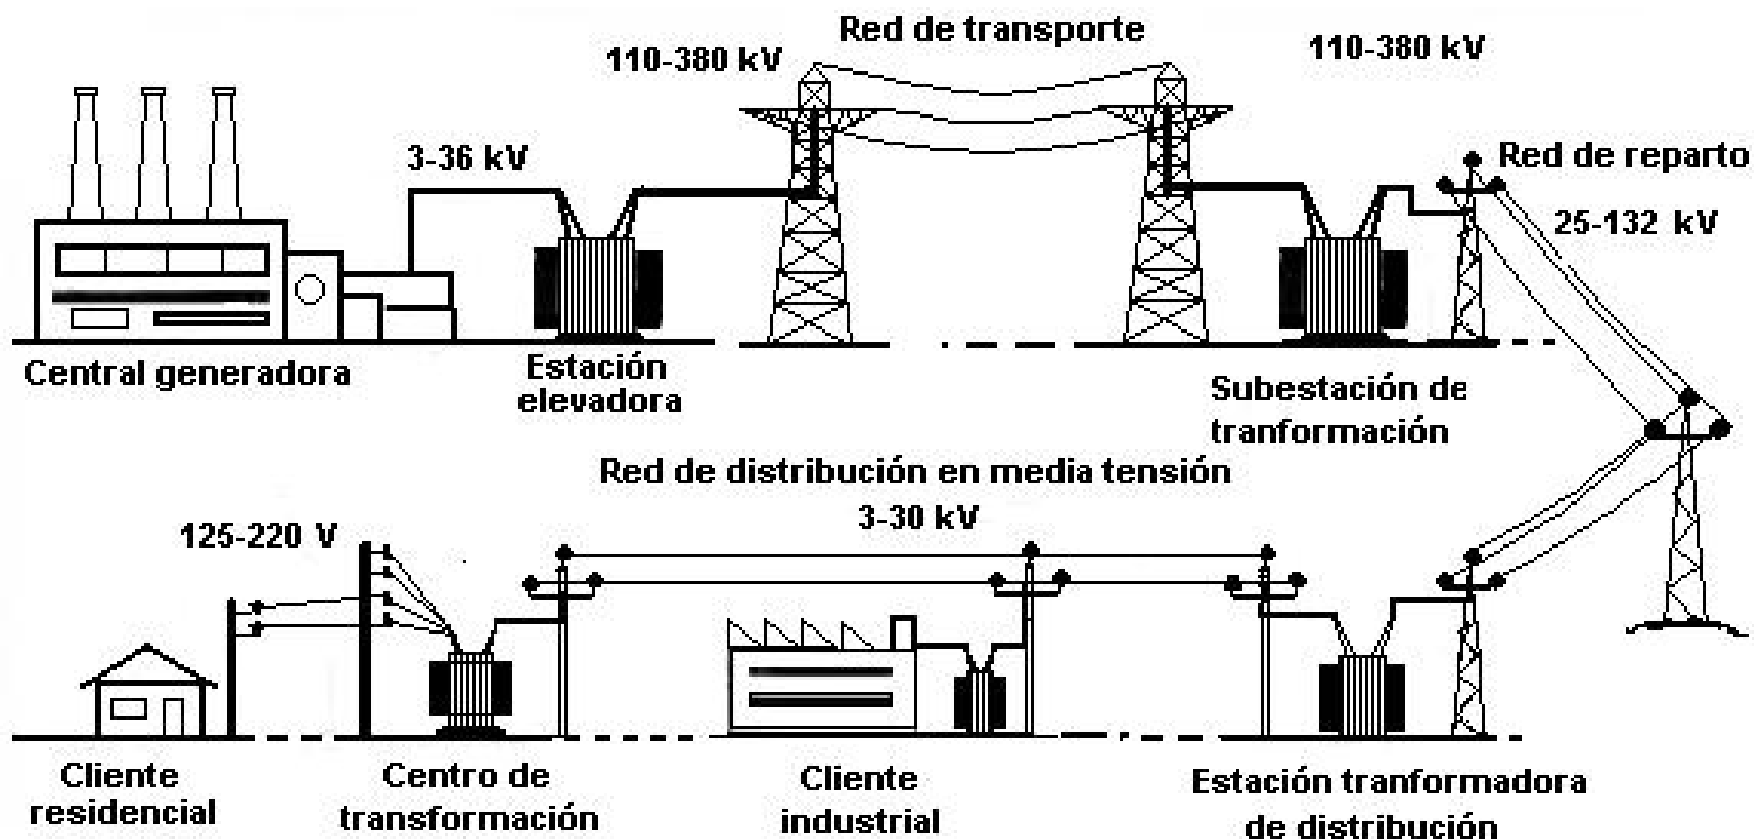 Red de transporte
110-380 kV
110-380 kV
3-36 kV
Red de reparto
25-132 kV
Central generadora
Estación
elevadora
Subestación de
tranformación
Red de distribución en media tensión
3-30 kV
125-220 V
Cliente
residencial
Centro de
transformación
Cliente
industrial
Estación tranformadora
de distribución